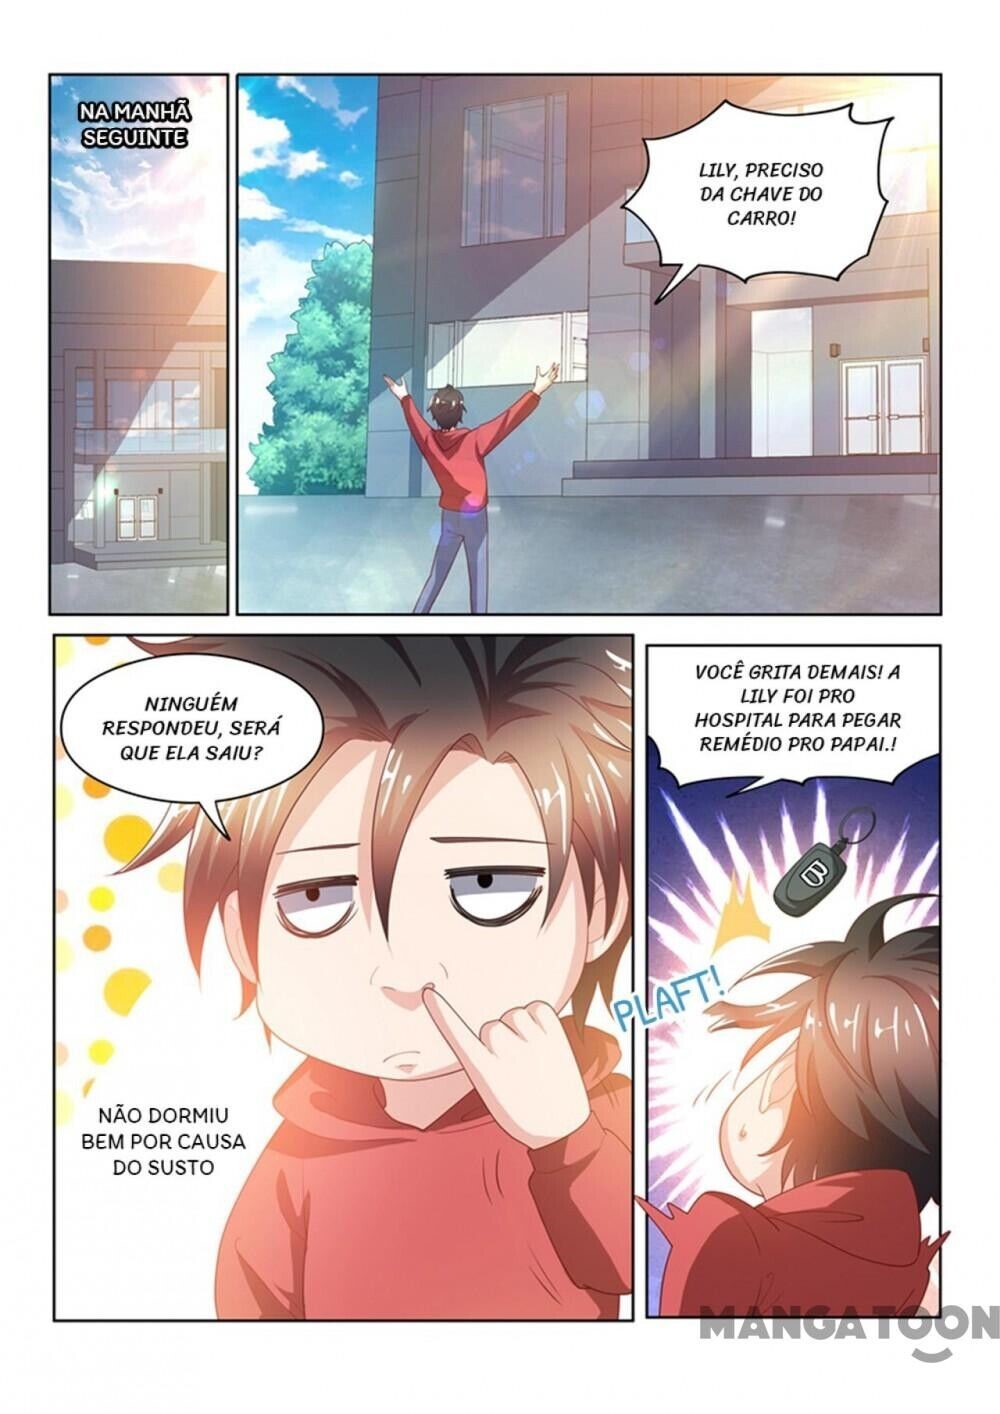 NA MANHÃ
SEGUINTE
LILY, PRECISO
DA CHAVE DO
CARRO!
NINGUÉM
RESPONDEU, SERÁ
QUE ELA SAIU?
NÃO DORMIU
BEM POR CAUSA
DO SUSTO
VOCÊ GRITA DEMAIS! A
LILY FOI PRO
HOSPITAL PARA PEGAR
REMÉDIO PRO PAPAI.!
B
PLAFT!
MANGATOON